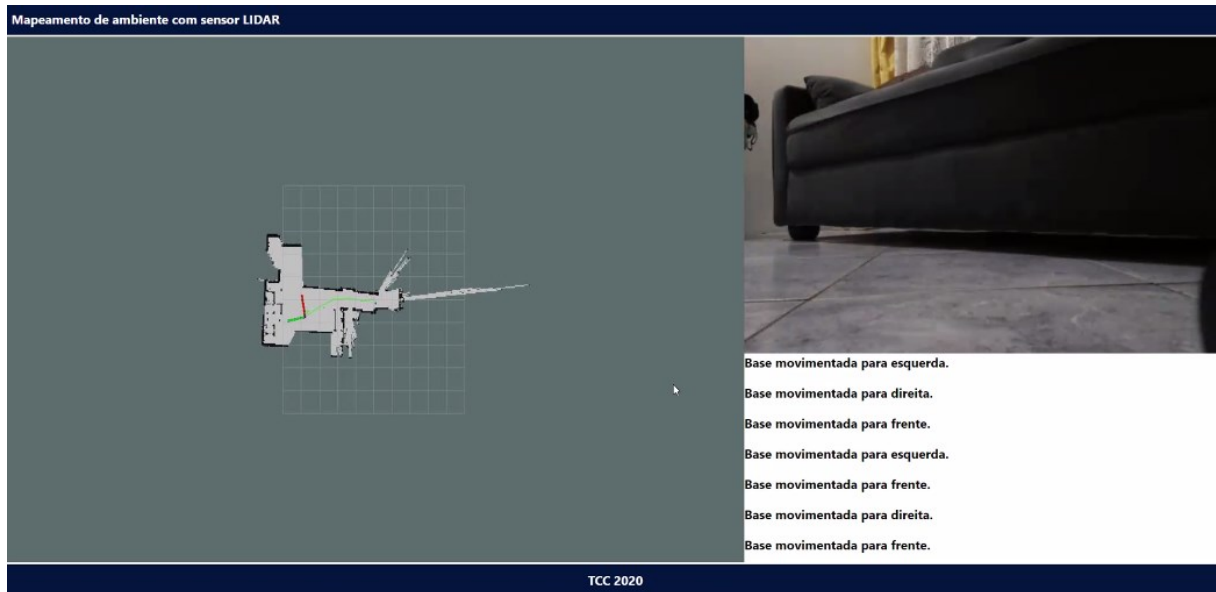 Mapeamento de ambiente com sensor LIDAR
Base movimentada para esquerda.
Base movimentada para direita.
Base movimentada para frente.
Base movimentada para esquerda.
Base movimentada para frente.
Base movimentada para direita.
Base movimentada para frente.
TCC 2020